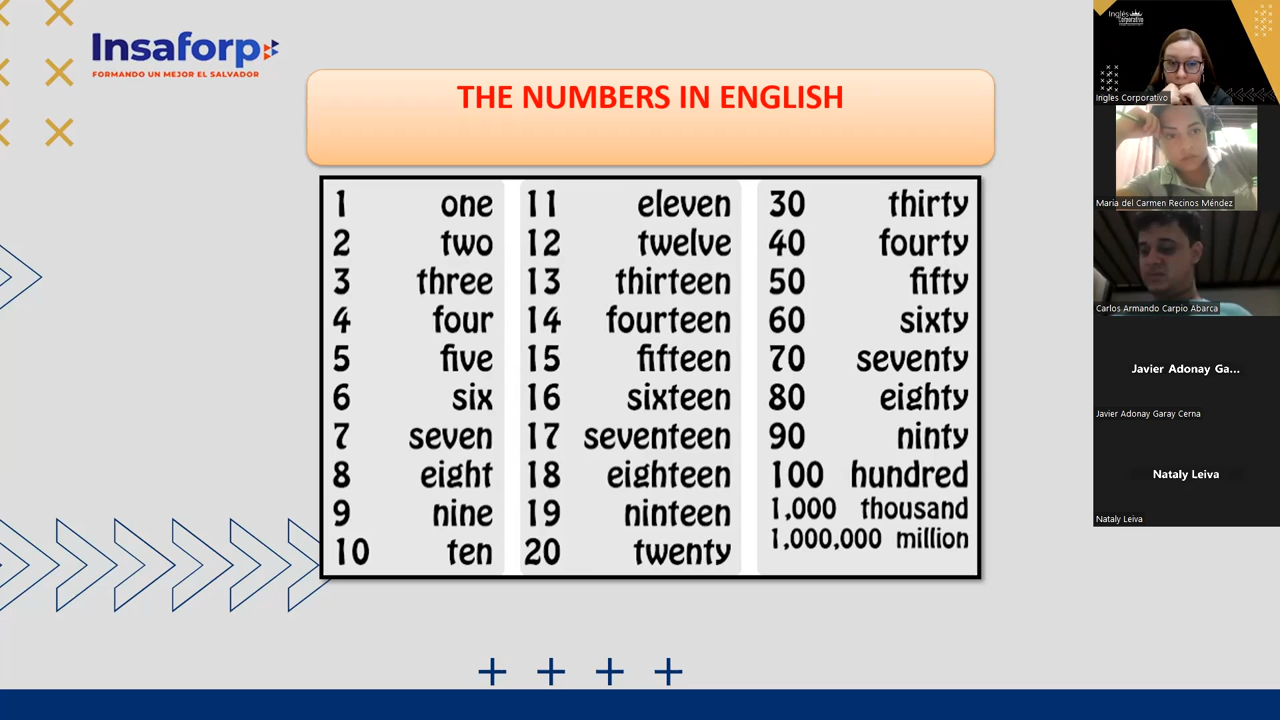 Insaforp
FORMANDO UN MEJOR EL SALVADOR
THE NUMBERS IN ENGLISH
1 one
2 two
3 three
4 four
5 five
6 six
7 seven
8 eight
9 nine
10 ten
11 eleven
12 twelve
13 thirteen
14 fourteen
15 fifteen
16 sixteen
17 seventeen
18 eighteen
19 ninteen
20 twenty
30 thirty
40 fourty
50 fifty
60 sixty
70 seventy
80 eighty
90 ninty
100 hundred
1,000 thousand
1,000,000 million
Inglés
Corporativo
Ingles Corporativo
Maria del Carmen Recinos Méndez
Carlos Armando Carpio Abarca
Javier Adonay Ga...
Javier Adonay Garay Cerna
Nataly Leiva
Nataly Leiva